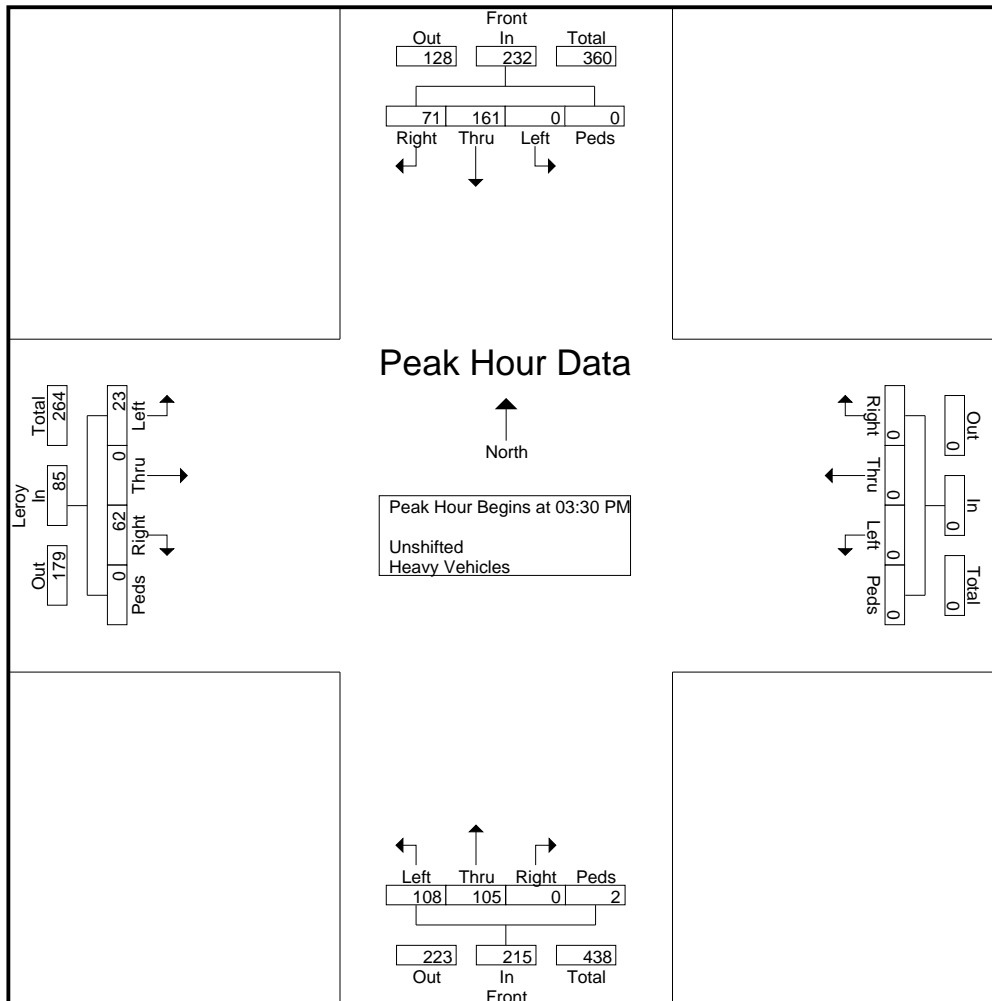 Front
Out In Total
128 232 360
71 161 0 0
Right Thru Left Peds
Peak Hour Data
North
Peak Hour Begins at 03:30 PM
Unshifted
Heavy Vehicles
Leroy
Out In Total
179 85 264
23 0 62 0
Left Thru Right Peds
Right Thru Left Peds
0 0 0 0
Out In Total
0 0 0
Left Thru Right Peds
108 105 0 2
223 215 438
Out In Total
Front